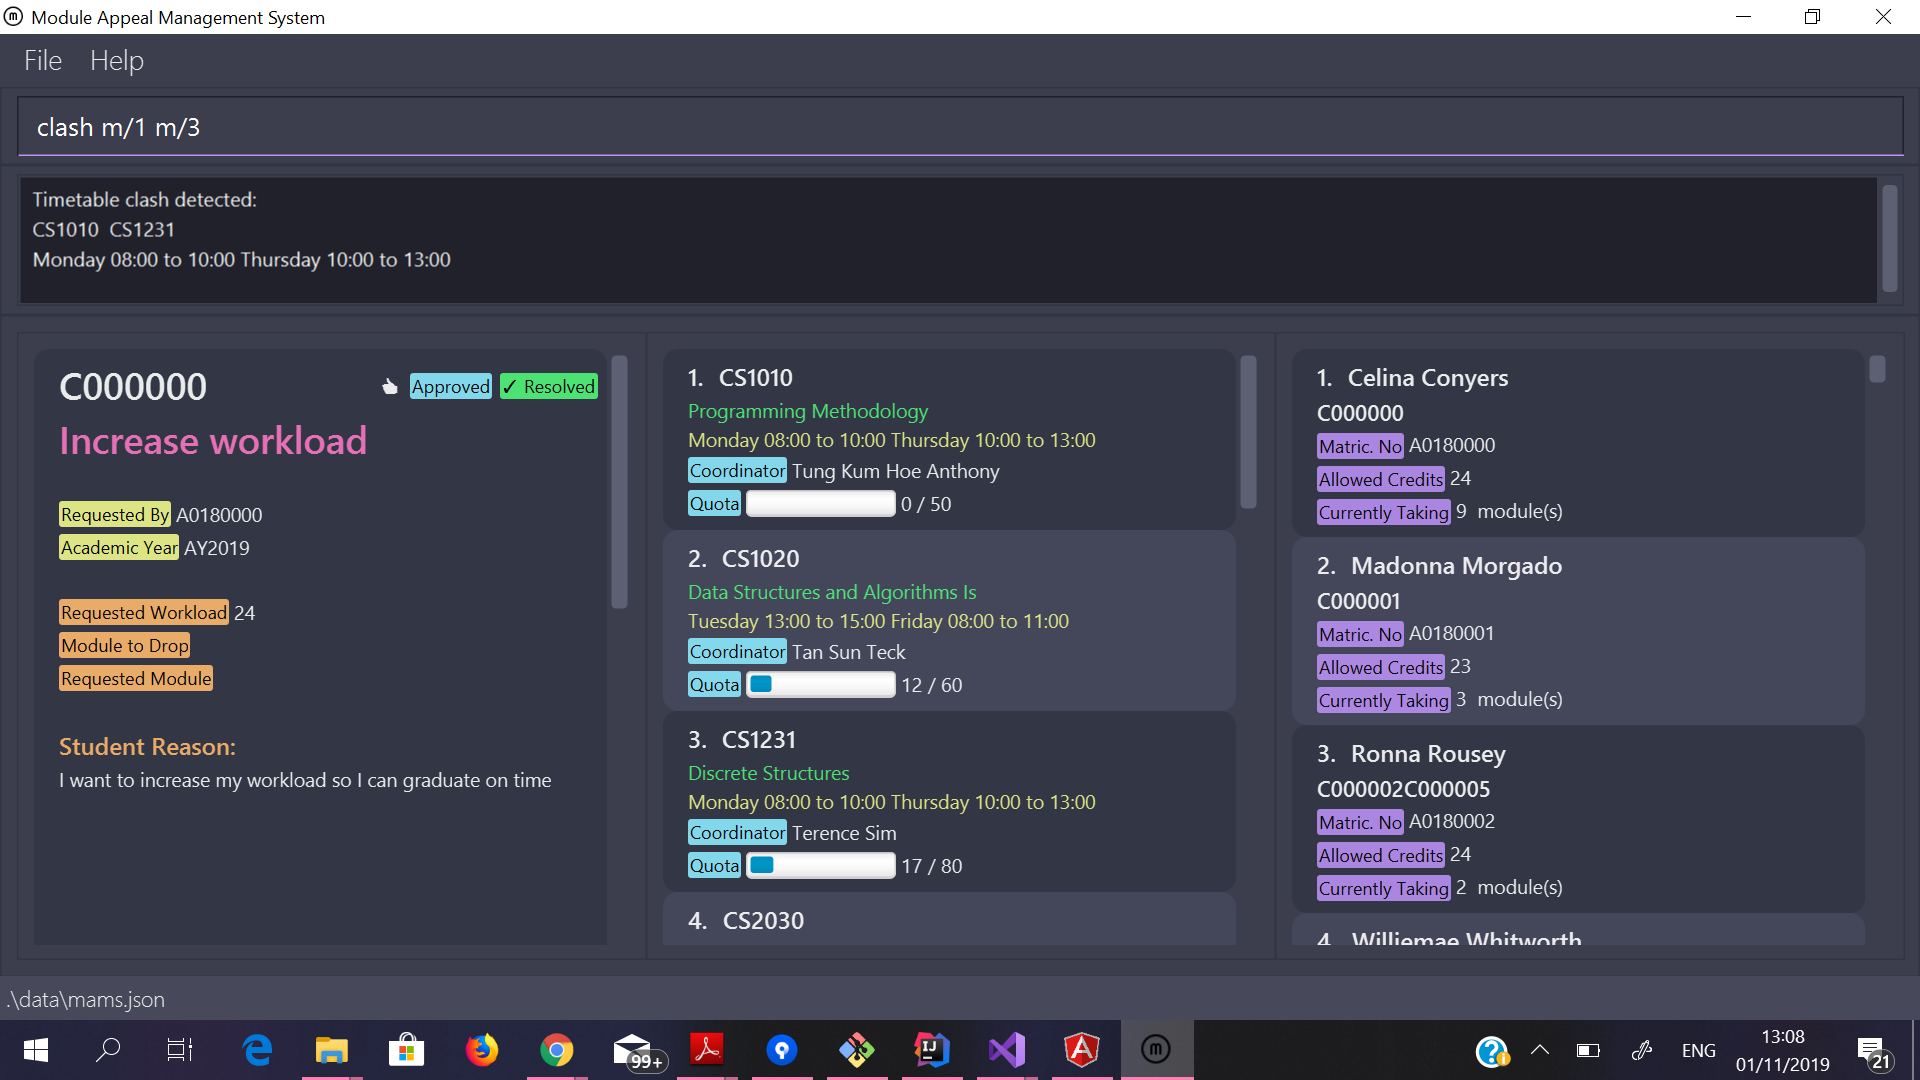 Module Appeal Management System
File Help
clash m/1 m/3
Timetable clash detected:
CS1010 CS1231
Monday 08:00 to 10:00 Thursday 10:00 to 13:00
C000000 Approved ✓ Resolved
Increase workload
Requested By A0180000
Academic Year AY2019
Requested Workload 24
Module to Drop
Requested Module
Student Reason:
I want to increase my workload so I can graduate on time
1. CS1010
Programming Methodology
Monday 08:00 to 10:00 Thursday 10:00 to 13:00
Coordinator Tung Kum Hoe Anthony
Quota 0 / 50
2. CS1020
Data Structures and Algorithms Is
Tuesday 13:00 to 15:00 Friday 08:00 to 11:00
Coordinator Tan Sun Teck
Quota 12 / 60
3. CS1231
Discrete Structures
Monday 08:00 to 10:00 Thursday 10:00 to 13:00
Coordinator Terence Sim
Quota 17 / 80
4. CS2030
1. Celina Conyers
C000000
Matric. No A0180000
Allowed Credits 24
Currently Taking 9 module(s)
2. Madonna Morgado
C000001
Matric. No A0180001
Allowed Credits 23
Currently Taking 3 module(s)
3. Ronna Rousey
C000002C000005
Matric. No A0180002
Allowed Credits 24
Currently Taking 2 module(s)
4. Williemae Whitworth
.\data\mams.json
99+
IJ
ENG
13:08
01/11/2019
21